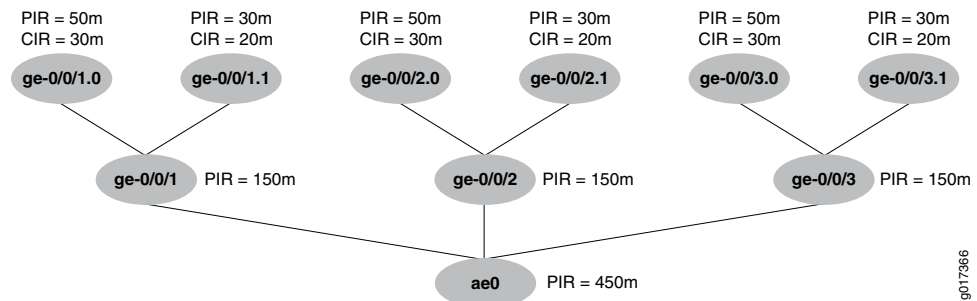 PIR = 50m PIR = 30m PIR = 50m PIR = 30m PIR = 50m PIR = 30m
CIR = 30m CIR = 20m CIR = 30m CIR = 20m CIR = 30m CIR = 20m
ge-0/0/1.0 ge-0/0/1.1 ge-0/0/2.0 ge-0/0/2.1 ge-0/0/3.0 ge-0/0/3.1
ge-0/0/1 PIR = 150m ge-0/0/2 PIR = 150m ge-0/0/3 PIR = 150m
ae0 PIR = 450m
g017366